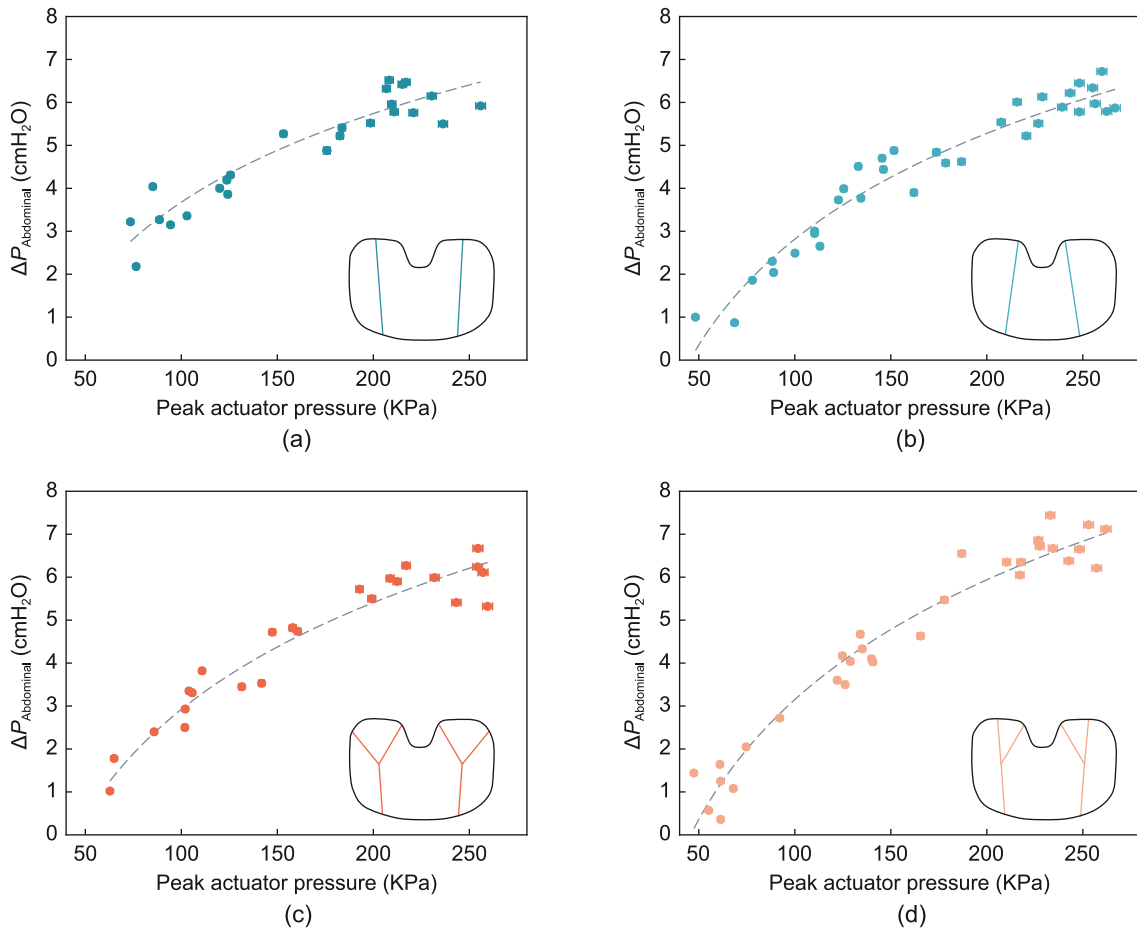 8
7
6
5
4
3
2
1
0
ΔP_Abdominal (cmH₂O)
50 100 150 200 250
Peak actuator pressure (KPa)
(a)
8
7
6
5
4
3
2
1
0
ΔP_Abdominal (cmH₂O)
50 100 150 200 250
Peak actuator pressure (KPa)
(b)
8
7
6
5
4
3
2
1
0
ΔP_Abdominal (cmH₂O)
50 100 150 200 250
Peak actuator pressure (KPa)
(c)
8
7
6
5
4
3
2
1
0
ΔP_Abdominal (cmH₂O)
50 100 150 200 250
Peak actuator pressure (KPa)
(d)